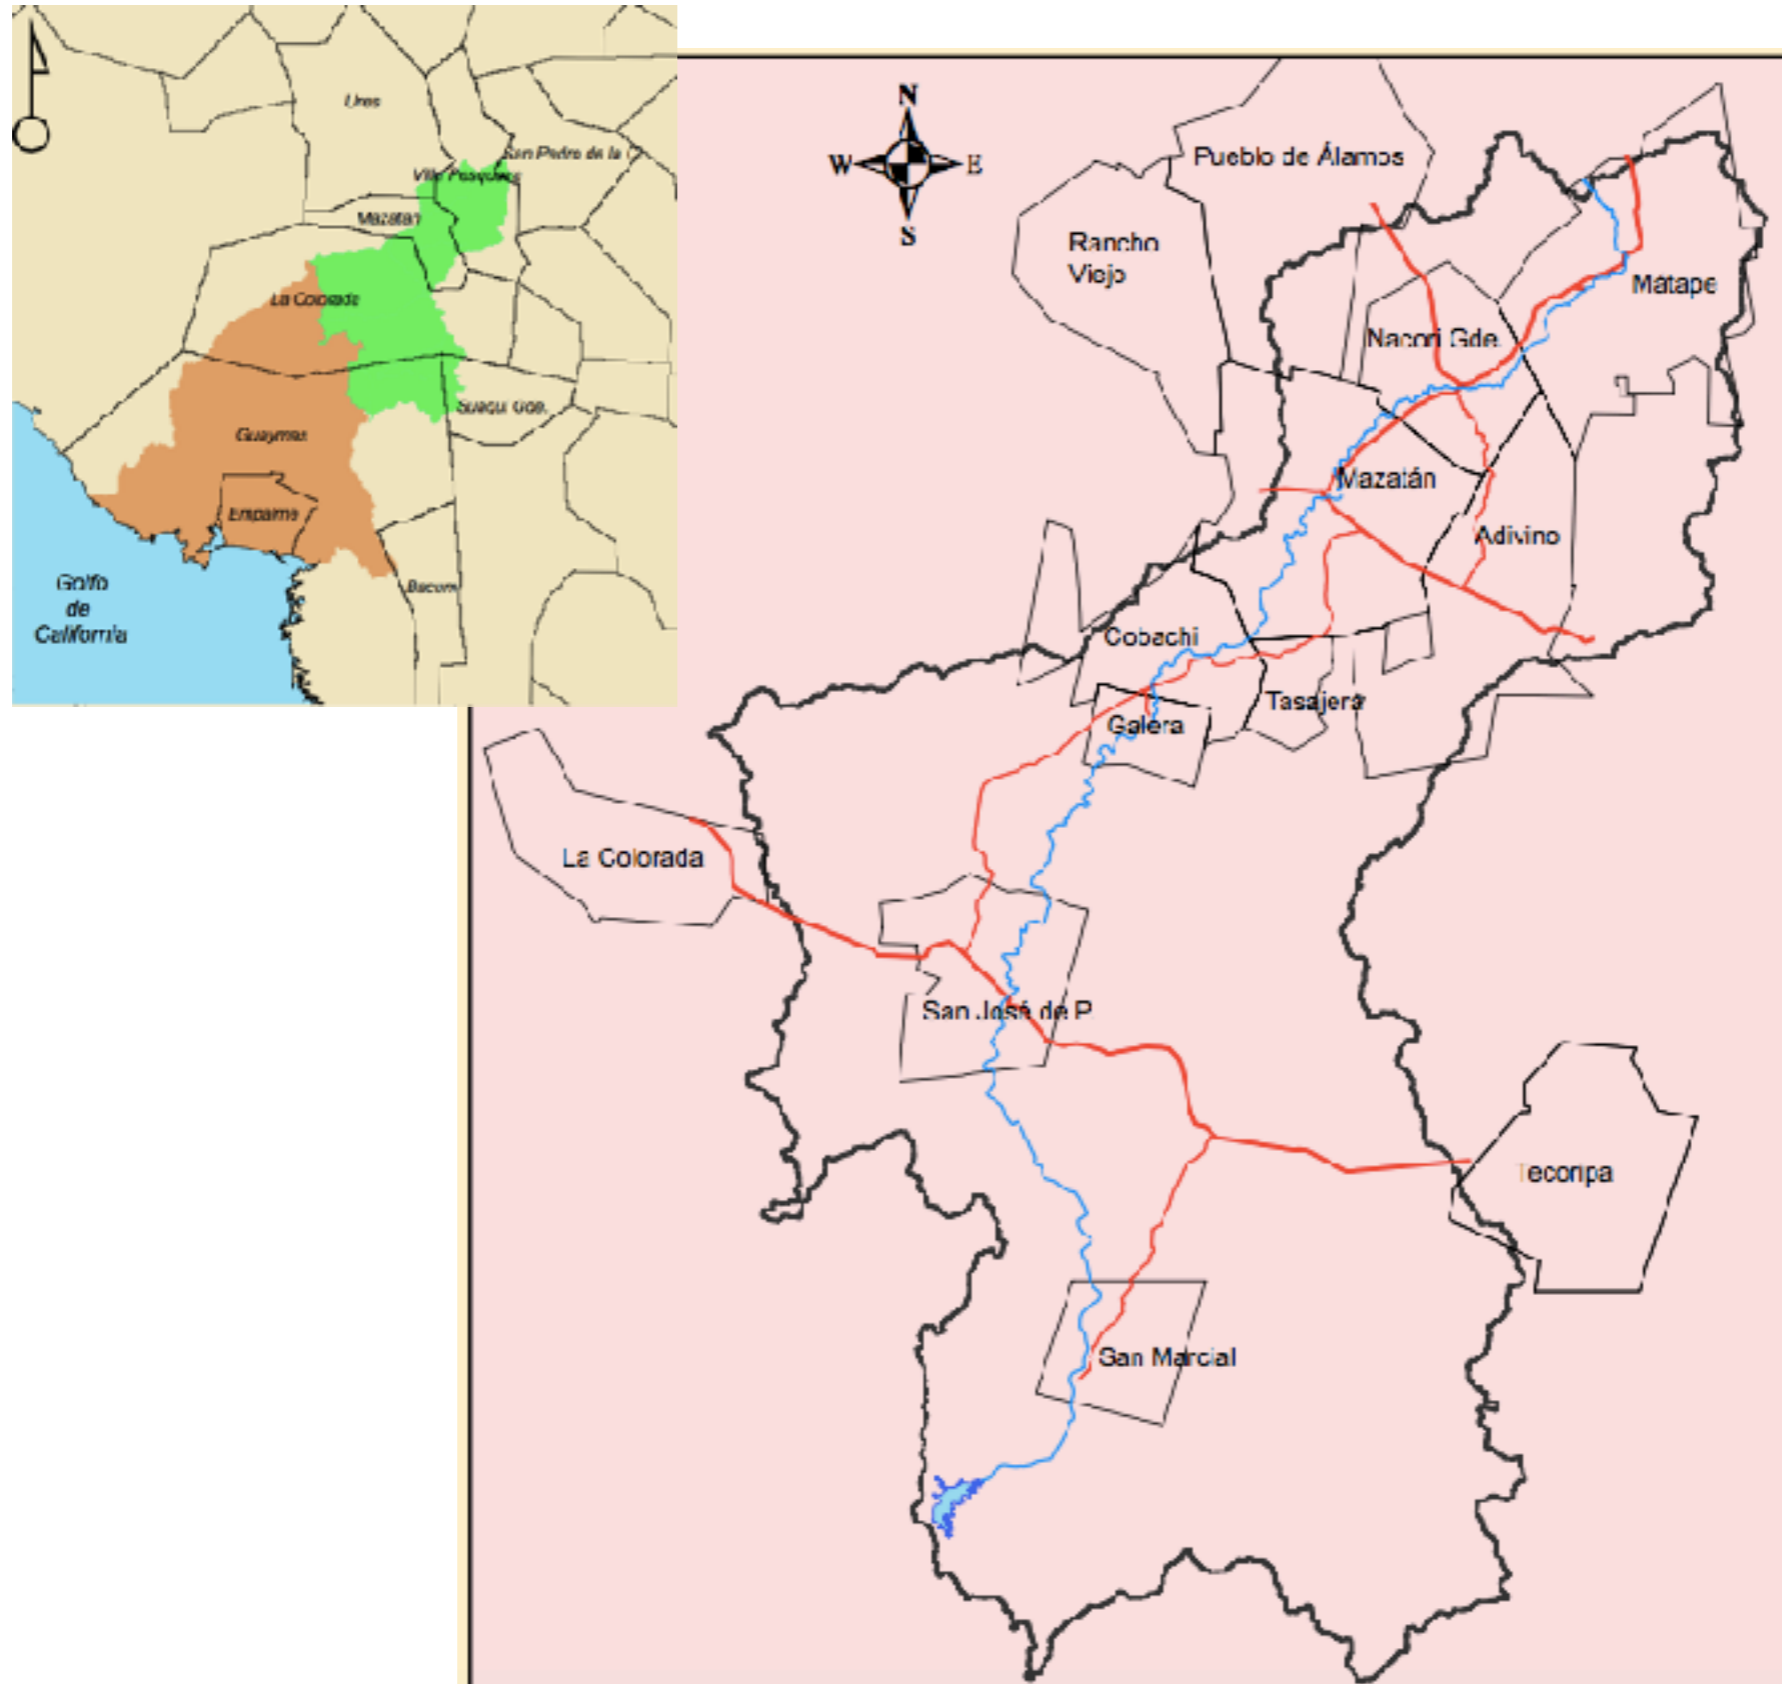 Ures
San Pedro de la
Villa Pesqueira
Mazatan
La Colorada
Suaqui Gde.
Guaymas
Empalme
Bacum
Golfo
de
California
N
W
E
S
Pueblo de Álamos
Rancho
Viejo
Mátape
Nacori Gde.
Mazatán
Adivino
Cobachi
Tasajera
Galera
La Colorada
San José de P.
Tecoripa
San Marcial